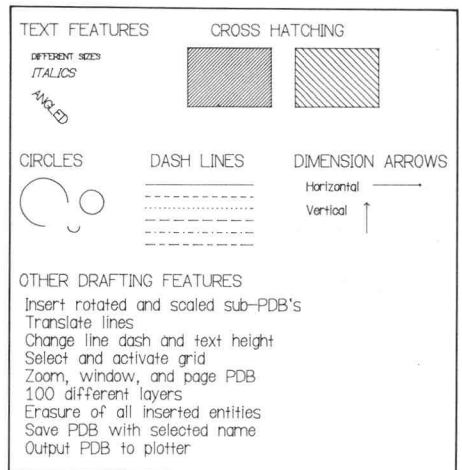 TEXT FEATURES
DIFFERENT SIZES
ITALICS
ANGLED
CROSS HATCHING
CIRCLES
DASH LINES
DIMENSION ARROWS
Horizontal
Vertical
OTHER DRAFTING FEATURES
Insert rotated and scaled sub-PDB's
Translate lines
Change line dash and text height
Select and activate grid
Zoom, window, and page PDB
100 different layers
Erasure of all inserted entities
Save PDB with selected name
Output PDB to plotter